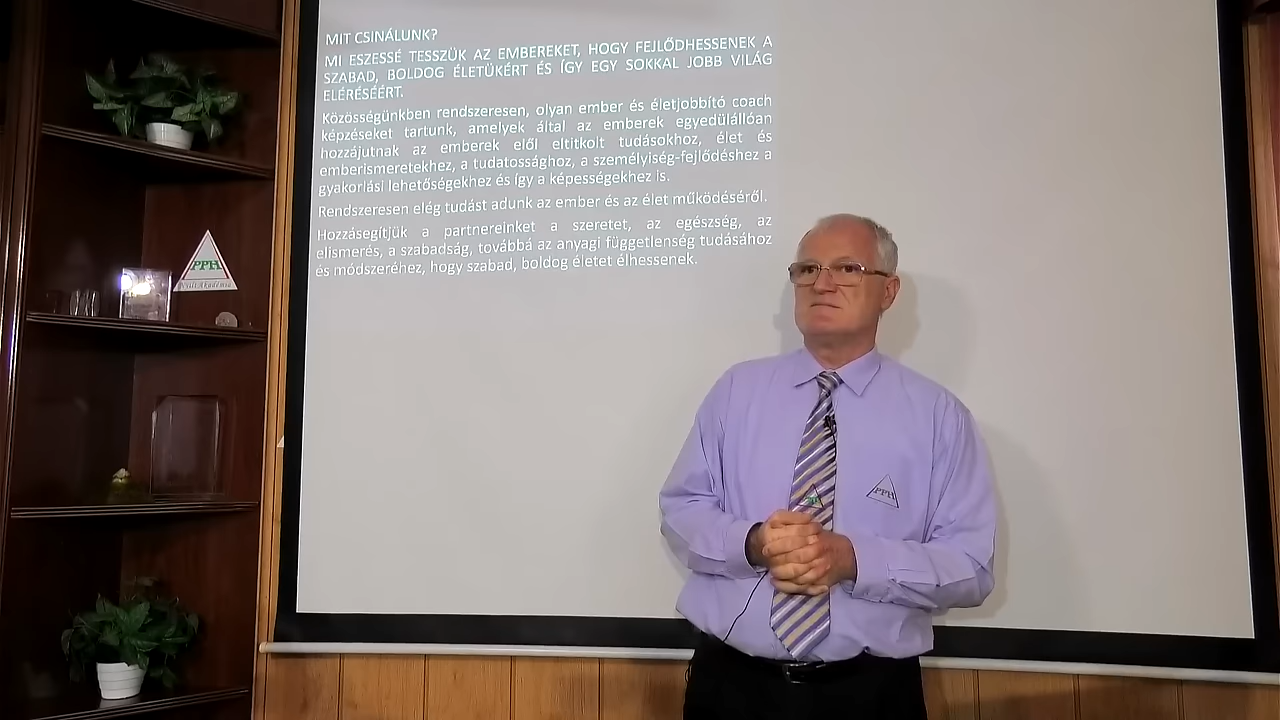 MIT CSINÁLUNK?
MI ESZESSÉ TESSZÜK AZ EMBEREKET, HOGY FEJLŐDHESSENEK A
SZABAD, BOLDOG ÉLETÜKÉRT ÉS ÍGY EGY SOKKAL JOBB VILÁG
ELÉRÉSÉÉRT.
Közösségünkben rendszeresen, olyan ember és életjobbító coach
képzéseket tartunk, amelyek által az emberek egyedülállóan
hozzájutnak az emberek elől eltitkolt tudásokhoz, élet és
emberismeretekhez, a tudatossághoz, a személyiség-fejlődéshez a
gyakorlási lehetőségekhez és így a képességekhez is.
Rendszeresen elég tudást adunk az ember és az élet működéséről.
Hozzásegítjük a partnereinket a szeretet, az egészség, az
elismerés, a szabadság, továbbá az anyagi függetlenség tudásához
és módszeréhez, hogy szabad, boldog életet élhessenek.
PPH
Nyílt Akadémia
PPH